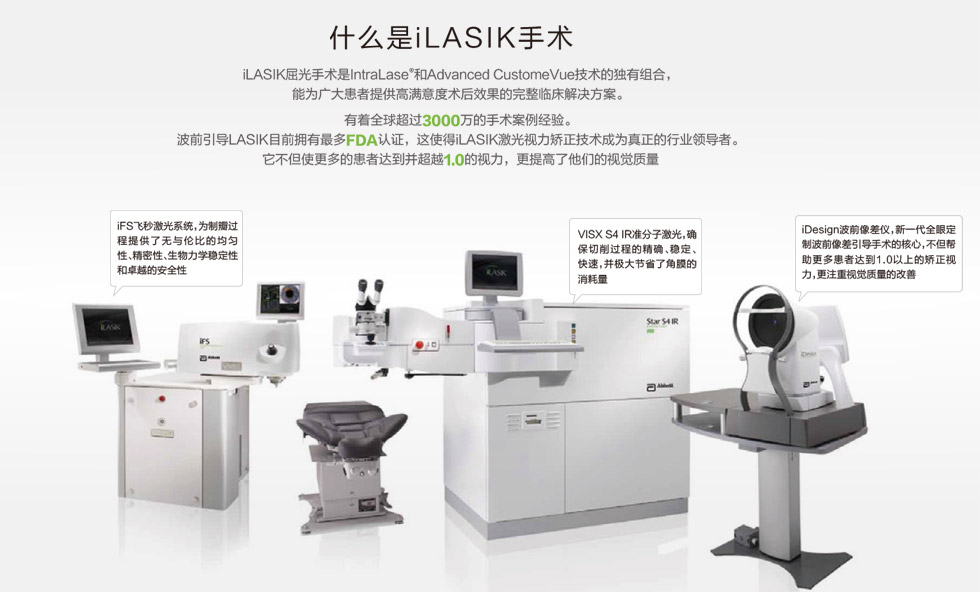 什么是iLASIK手术
iLASIK屈光手术是IntraLase®和Advanced CustomeVue技术的独有组合，
能为广大患者提供高满意度术后效果的完整临床解决方案。
有着全球超过3000万的手术案例经验。
波前引导LASIK目前拥有最多FDA认证，这使得iLASIK激光视力矫正技术成为真正的行业领导者。
它不但使更多的患者达到并超越1.0的视力，更提高了他们的视觉质量
iFS飞秒激光系统，为制瓣过
程提供了无与伦比的均匀
性、精密性、生物力学稳定性
和卓越的安全性
VISX S4 IR准分子激光，确
保切削过程的精确、稳定、
快速，并极大节省了角膜的
消耗量
iDesign波前像差仪，新一代全眼定
制波前像差引导手术的核心，不但帮
助更多患者达到1.0以上的矫正视
力，更注重视觉质量的改善
iLASIK
iFS
Abbott
iLASIK
Star S4 IR
Abbott
iDesign